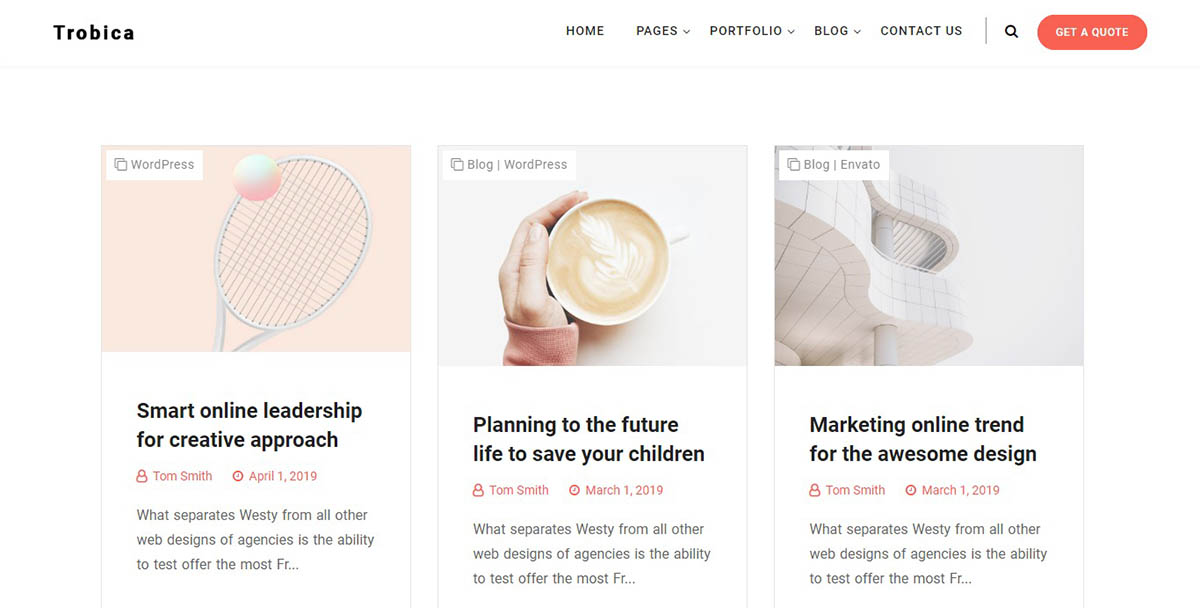 Trobica
HOME PAGES PORTFOLIO BLOG CONTACT US GET A QUOTE
WordPress
Smart online leadership
for creative approach
Tom Smith April 1, 2019
What separates Westy from all other
web designs of agencies is the ability
to test offer the most Fr...
Blog | WordPress
Planning to the future
life to save your children
Tom Smith March 1, 2019
What separates Westy from all other
web designs of agencies is the ability
to test offer the most Fr...
Blog | Envato
Marketing online trend
for the awesome design
Tom Smith March 1, 2019
What separates Westy from all other
web designs of agencies is the ability
to test offer the most Fr...